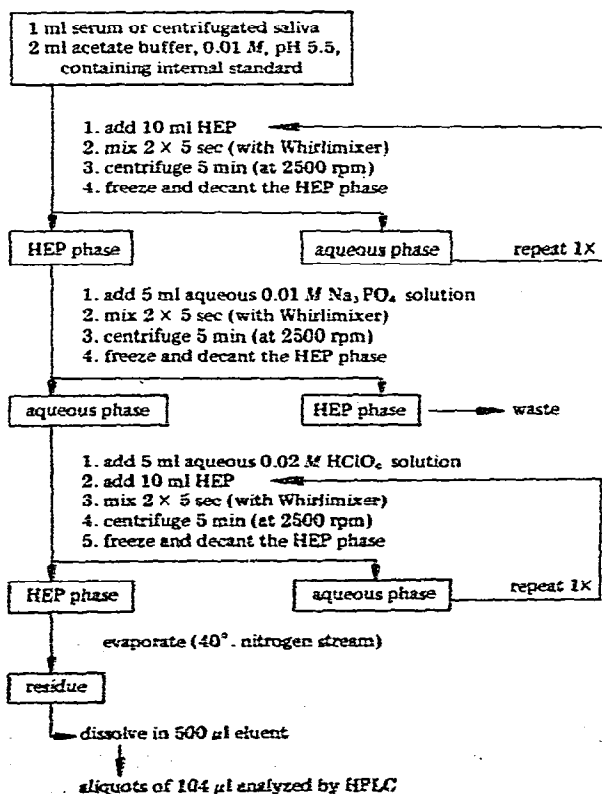 1 ml serum or centrifugated saliva
2 ml acetate buffer, 0.01 M, pH 5.5,
containing internal standard
1. add 10 ml HEP
2. mix 2 × 5 sec (with Whirlimixer)
3. centrifuge 5 min (at 2500 rpm)
4. freeze and decant the HEP phase
HEP phase
aqueous phase
repeat 1×
1. add 5 ml aqueous 0.01 M Na₃PO₄ solution
2. mix 2 × 5 sec (with Whirlimixer)
3. centrifuge 5 min (at 2500 rpm)
4. freeze and decant the HEP phase
aqueous phase
HEP phase
waste
1. add 5 ml aqueous 0.02 M HClO₄ solution
2. add 10 ml HEP
3. mix 2 × 5 sec (with Whirlimixer)
4. centrifuge 5 min (at 2500 rpm)
5. freeze and decant the HEP phase
HEP phase
aqueous phase
repeat 1×
evaporate (40°. nitrogen stream)
residue
dissolve in 500 μl eluent
aliquots of 104 μl analyzed by HPLC